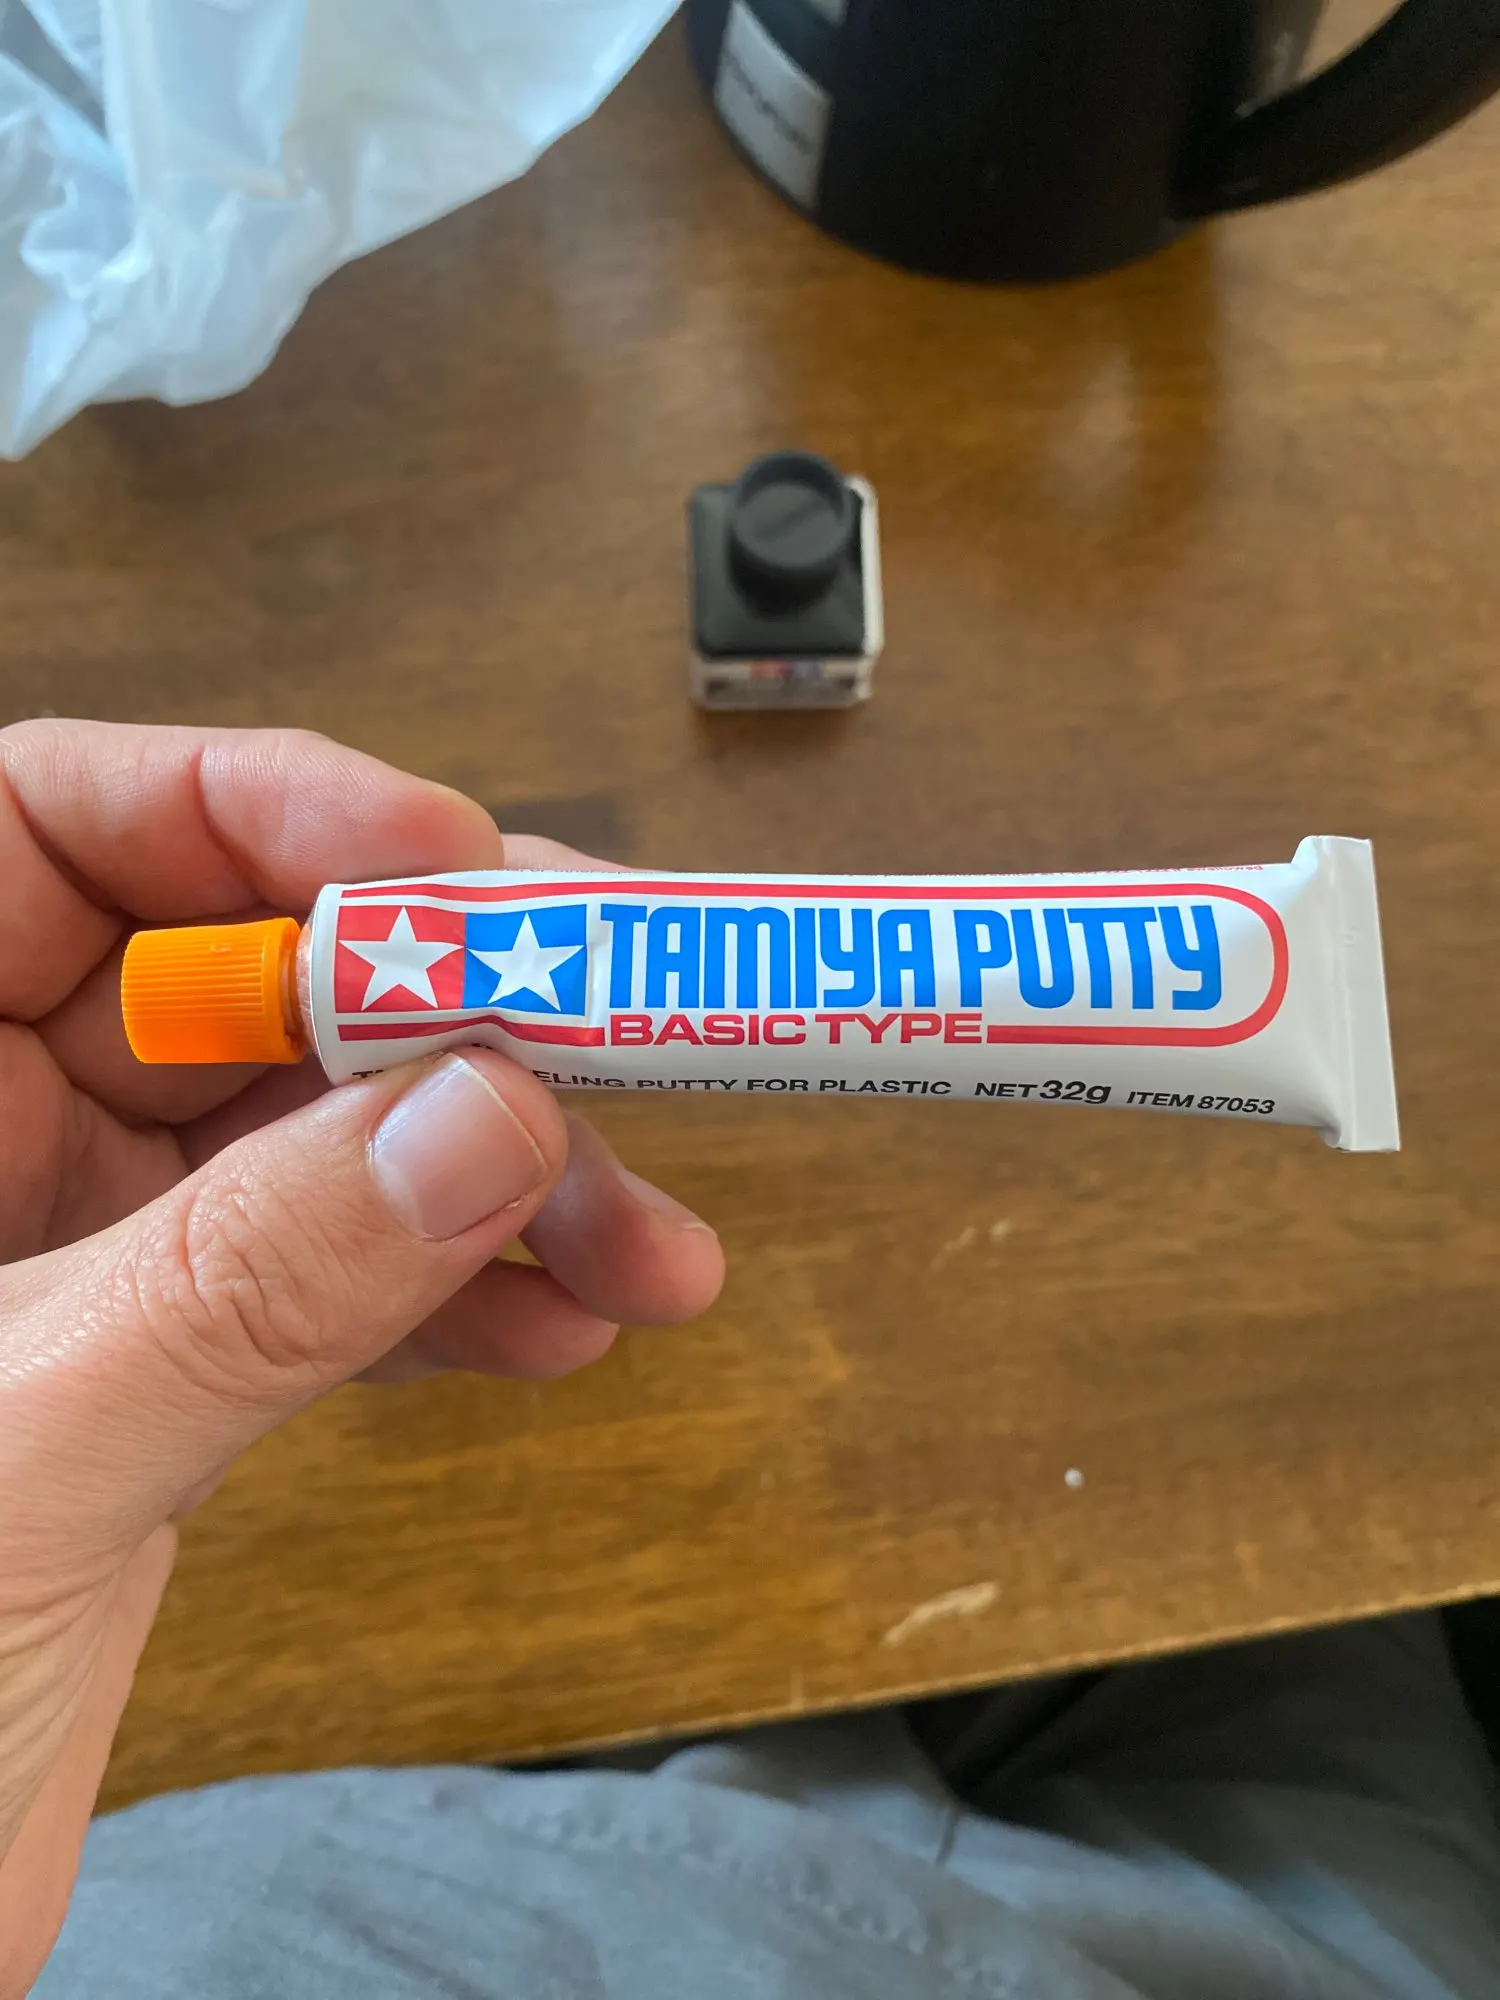 TAMIYA PUTTY
BASIC TYPE
PUTTY FOR PLASTIC NET 32g ITEM 87053